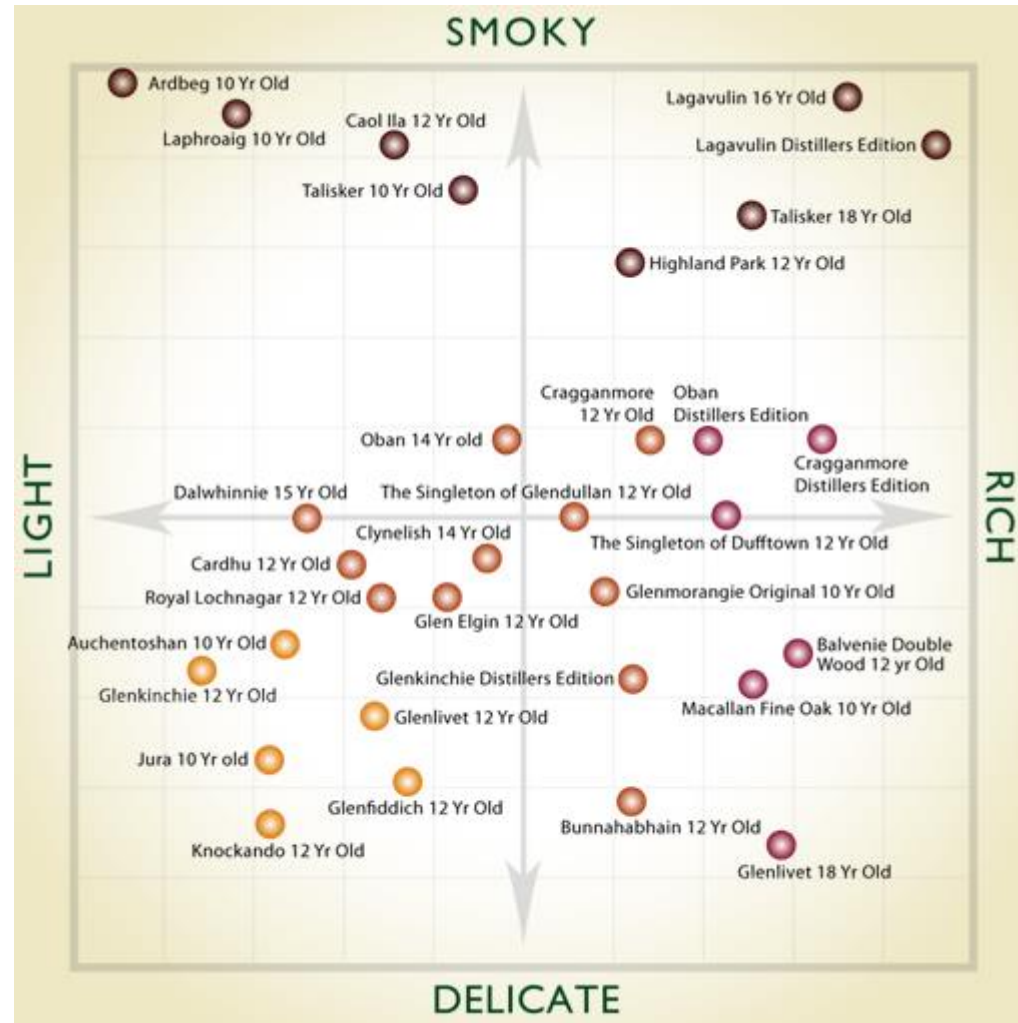 SMOKY
Ardbeg 10 Yr Old
Lagavulin 16 Yr Old
Caol Ila 12 Yr Old
Laphroaig 10 Yr Old
Lagavulin Distillers Edition
Talisker 10 Yr Old
Talisker 18 Yr Old
Highland Park 12 Yr Old
Cragganmore
12 Yr Old
Oban
Distillers Edition
Oban 14 Yr old
Cragganmore
Distillers Edition
LIGHT
RICH
Dalwhinnie 15 Yr Old
The Singleton of Glendullan 12 Yr Old
Clynelish 14 Yr Old
The Singleton of Dufftown 12 Yr Old
Cardhu 12 Yr Old
Royal Lochnagar 12 Yr Old
Glenmorangie Original 10 Yr Old
Glen Elgin 12 Yr Old
Auchentoshan 10 Yr Old
Balvenie Double
Wood 12 yr Old
Glenkinchie 12 Yr Old
Glenkinchie Distillers Edition
Macallan Fine Oak 10 Yr Old
Glenlivet 12 Yr Old
Jura 10 Yr old
Glenfiddich 12 Yr Old
Bunnahabhain 12 Yr Old
Knockando 12 Yr Old
Glenlivet 18 Yr Old
DELICATE